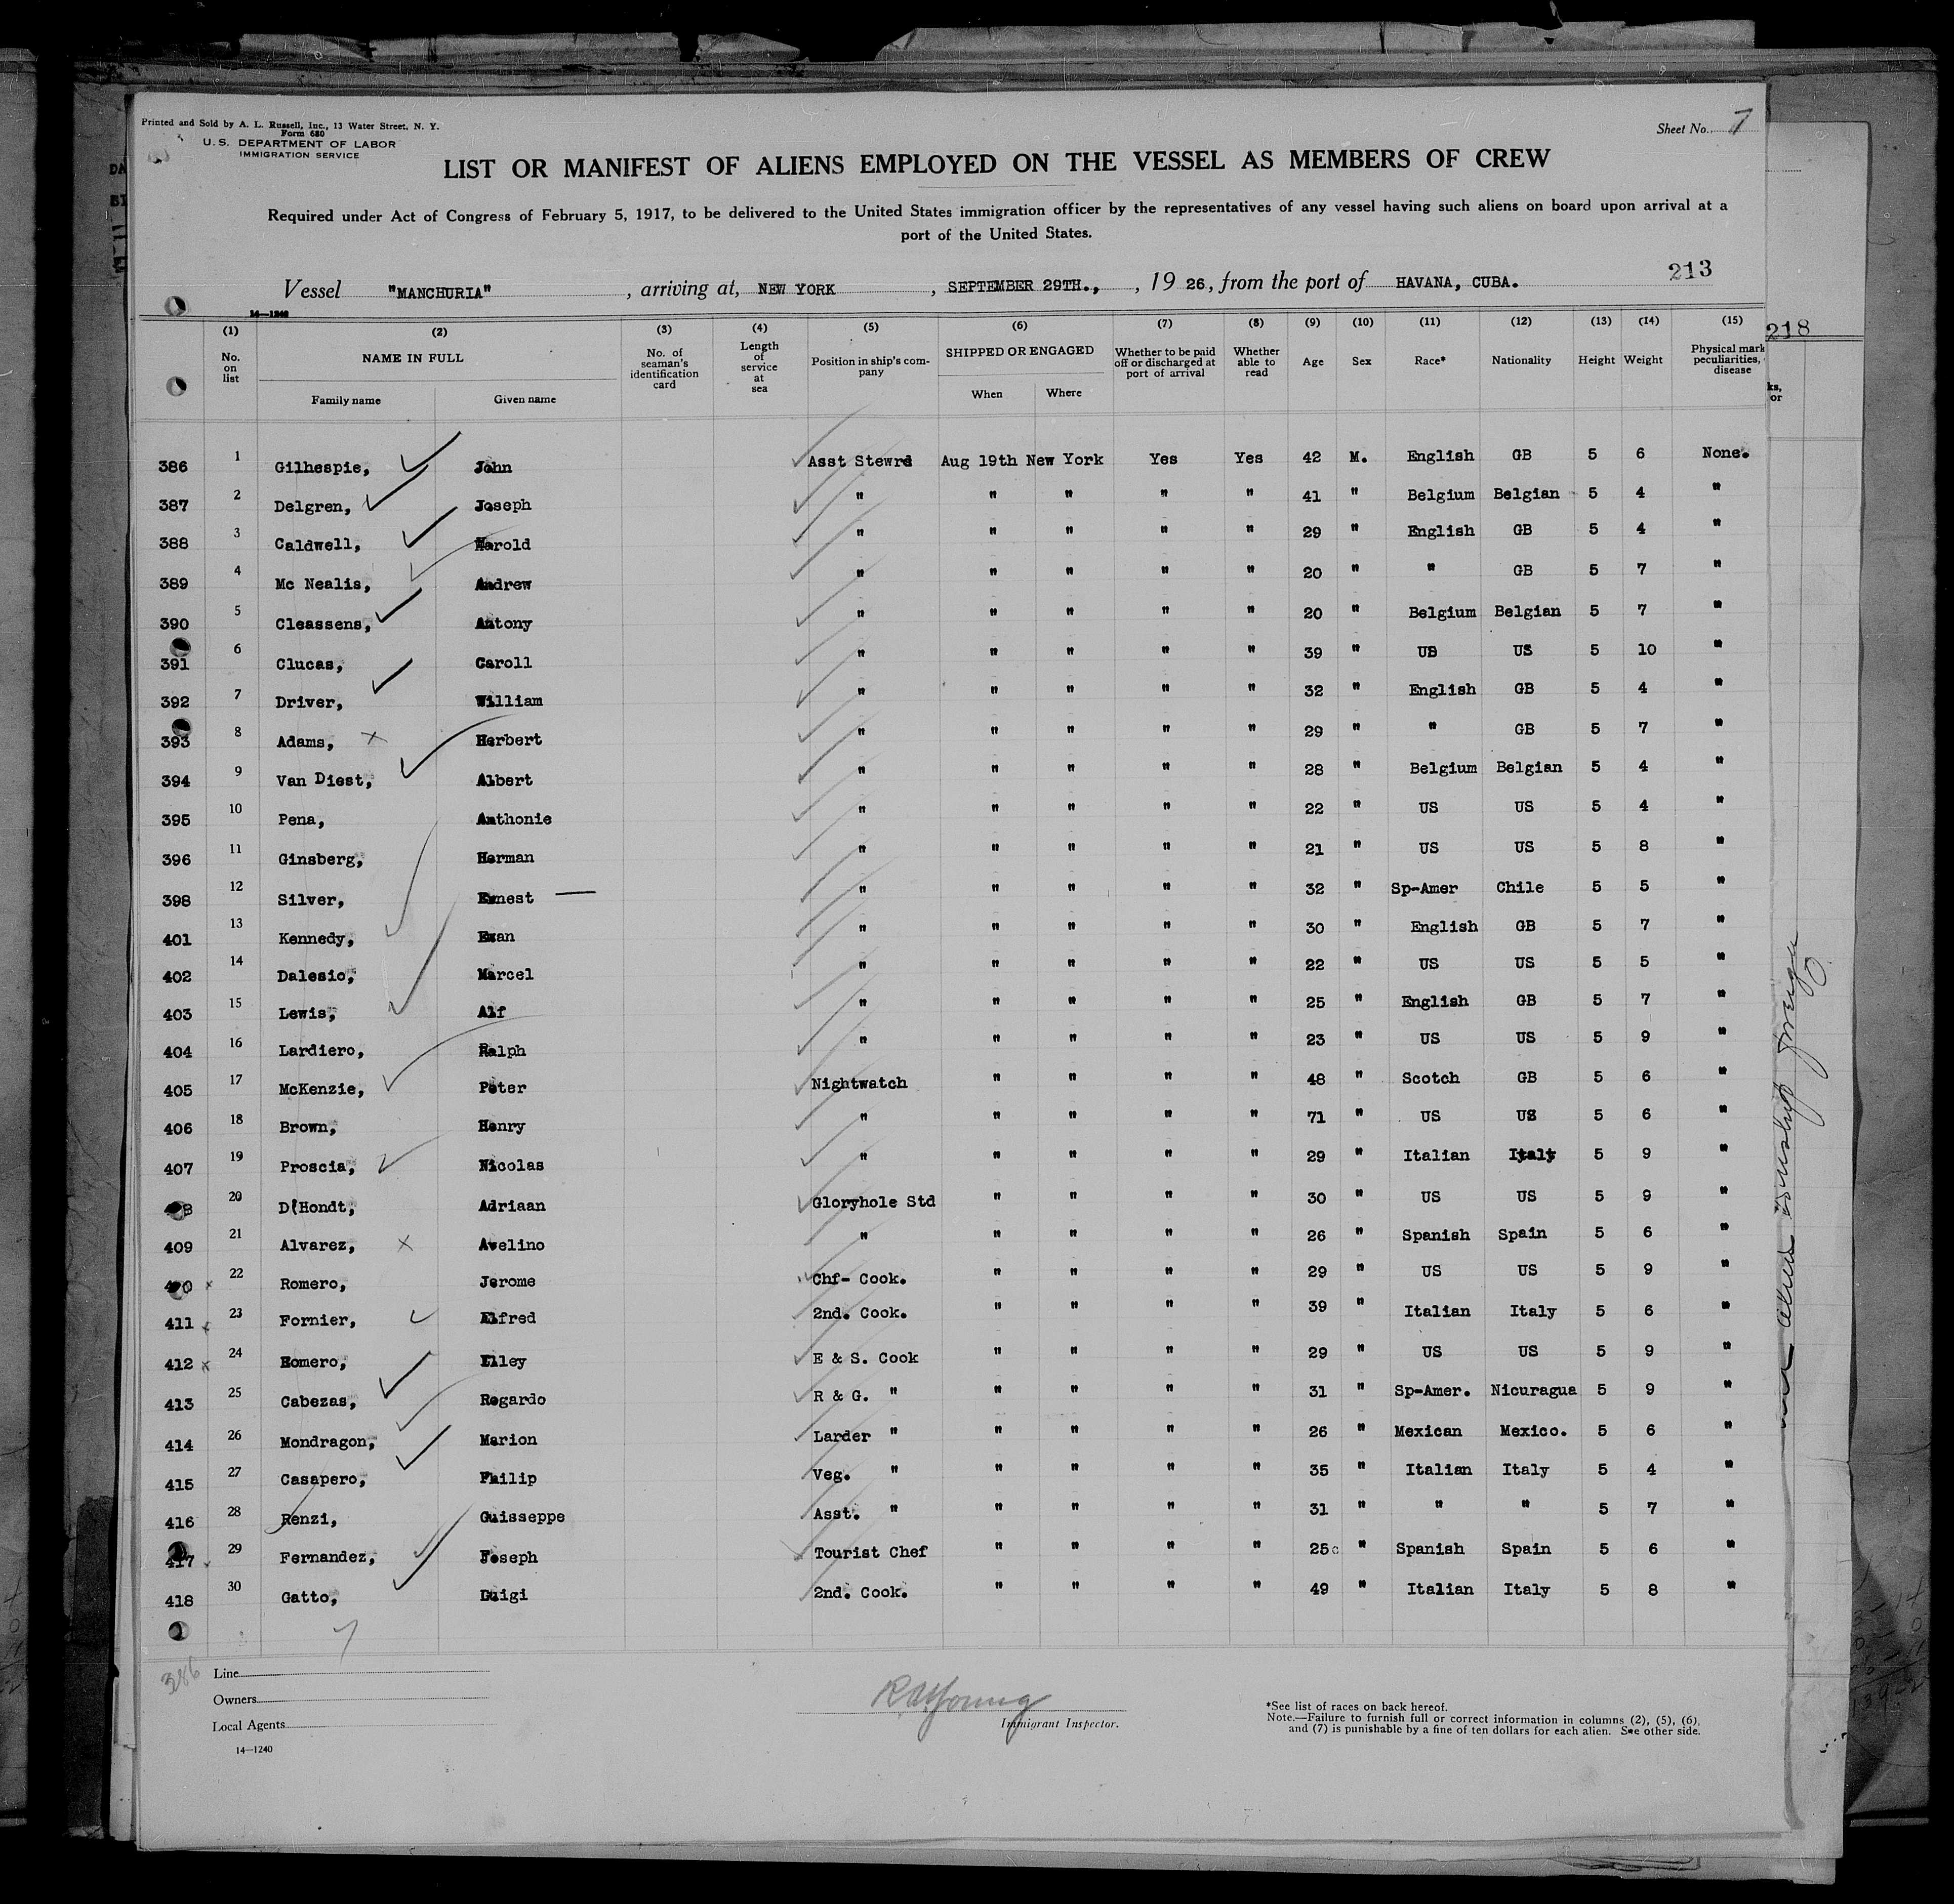 Printed and Sold by A. L. Russell, Inc., 13 Water Street, N. Y.
Form 680
U. S. DEPARTMENT OF LABOR
IMMIGRATION SERVICE
Sheet No. 7
LIST OR MANIFEST OF ALIENS EMPLOYED ON THE VESSEL AS MEMBERS OF CREW
Required under Act of Congress of February 5, 1917, to be delivered to the United States immigration officer by the representatives of any vessel having such aliens on board upon arrival at a
port of the United States.
213
Vessel "MANCHURIA", arriving at, NEW YORK, SEPTEMBER 29TH., , 19 26, from the port of HAVANA, CUBA.
14—1240
218
(1) (2) (3) (4) (5) (6) (7) (8) (9) (10) (11) (12) (13) (14) (15)
No. on list NAME IN FULL Family name Given name No. of seaman's identification card Length of service at sea Position in ship's company SHIPPED OR ENGAGED When Where Whether to be paid off or discharged at port of arrival Whether able to read Age Sex Race* Nationality Height Weight Physical mark peculiarities, disease
ks, or
386 1 Gilhespie, John Asst Stewrd Aug 19th New York Yes Yes 42 M. English GB 5 6 None.
387 2 Delgren, Joseph " " " " " 41 " Belgium Belgian 5 4 "
388 3 Caldwell, Harold " " " " " 29 " English GB 5 4 "
389 4 Mc Nealis, Andrew " " " " " 20 " " GB 5 7 "
390 5 Cleassens, Antony " " " " " 20 " Belgium Belgian 5 7 "
391 6 Clucas, Caroll " " " " " 39 " US US 5 10 "
392 7 Driver, William " " " " " 32 " English GB 5 4 "
393 8 Adams, Herbert " " " " " 29 " " GB 5 7 "
394 9 Van Diest, Albert " " " " " 28 " Belgium Belgian 5 4 "
395 10 Pena, Anthonie " " " " " 22 " US US 5 4 "
396 11 Ginsberg, Herman " " " " " 21 " US US 5 8 "
398 12 Silver, Ernest — " " " " " 32 " Sp-Amer Chile 5 5 "
401 13 Kennedy, Evan " " " " " 30 " English GB 5 7 "
402 14 Dalesio, Marcel " " " " " 22 " US US 5 5 "
403 15 Lewis, Alf " " " " " 25 " English GB 5 7 "
404 16 Lardiero, Ralph " " " " " 23 " US US 5 9 "
405 17 McKenzie, Peter Nightwatch " " " " 48 " Scotch GB 5 6 "
406 18 Brown, Henry " " " " " 71 " US US 5 6 "
407 19 Proscia, Nicolas " " " " " 29 " Italian Italy 5 9 "
20 D'Hondt, Adriaan Gloryhole Std " " " " 30 " US US 5 9 "
409 21 Alvarez, Avelino " " " " " 26 " Spanish Spain 5 6 "
22 Romero, Jerome Chf- Cook. " " " " 29 " US US 5 9 "
411 23 Fornier, Elfred 2nd. Cook. " " " " 39 " Italian Italy 5 6 "
412 24 Romero, Elley E & S. Cook " " " " 29 " US US 5 9 "
413 25 Cabezas, Rogardo R & G. " " " " " 31 " Sp-Amer. Nicuragua 5 9 "
414 26 Mondragon, Marion Larder " " " " " 26 " Mexican Mexico. 5 6 "
415 27 Casapero, Philip Veg. " " " " " 35 " Italian Italy 5 4 "
416 28 Renzi, Guisseppe Asst. " " " " " 31 " " " 5 7 "
417 29 Fernandez, Joseph Tourist Chef " " " " 25 " Spanish Spain 5 6 "
418 30 Gatto, Luigi 2nd. Cook. " " " " 49 " Italian Italy 5 8 "
7
386
Line
Owners
Local Agents
14—1240
R A Young
Immigrant Inspector.
*See list of races on back hereof.
Note.—Failure to furnish full or correct information in columns (2), (5), (6),
and (7) is punishable by a fine of ten dollars for each alien. See other side.